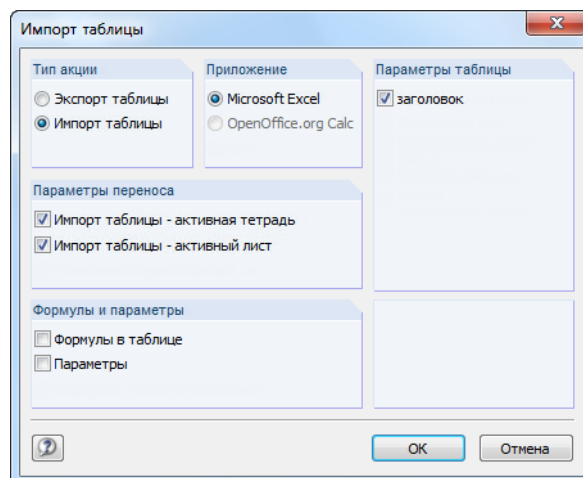 Импорт таблицы
Тип акции
Экспорт таблицы
Импорт таблицы
Приложение
Microsoft Excel
OpenOffice.org Calc
Параметры таблицы
заголовок
Параметры переноса
Импорт таблицы - активная тетрадь
Импорт таблицы - активный лист
Формулы и параметры
Формулы в таблице
Параметры
OK
Отмена